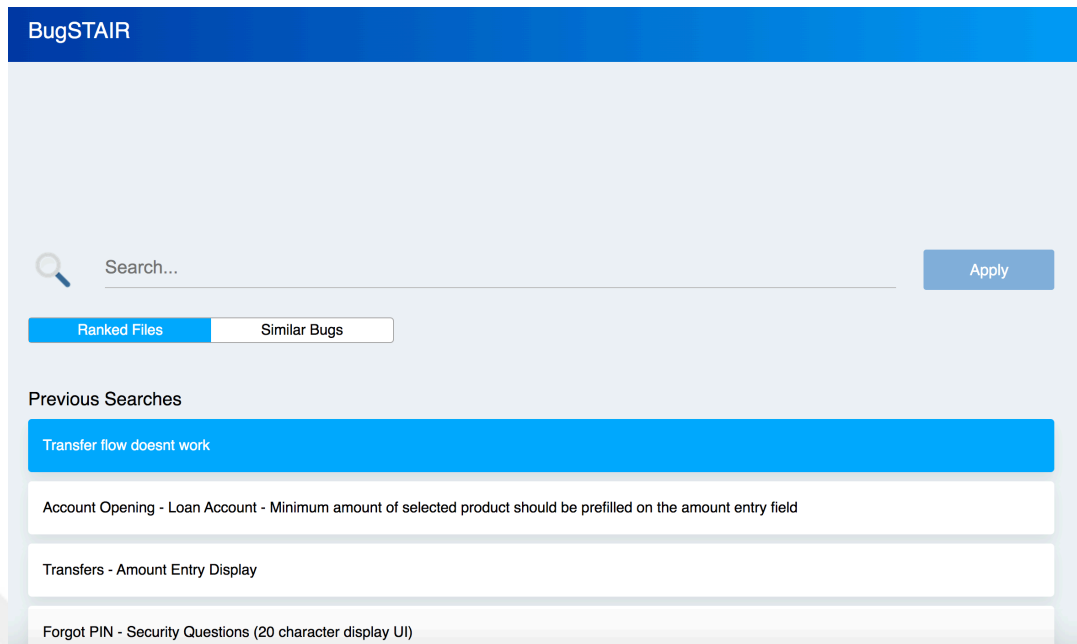 BugSTAIR
Search...
Apply
Ranked Files
Similar Bugs
Previous Searches
Transfer flow doesnt work
Account Opening - Loan Account - Minimum amount of selected product should be prefilled on the amount entry field
Transfers - Amount Entry Display
Forgot PIN - Security Questions (20 character display UI)